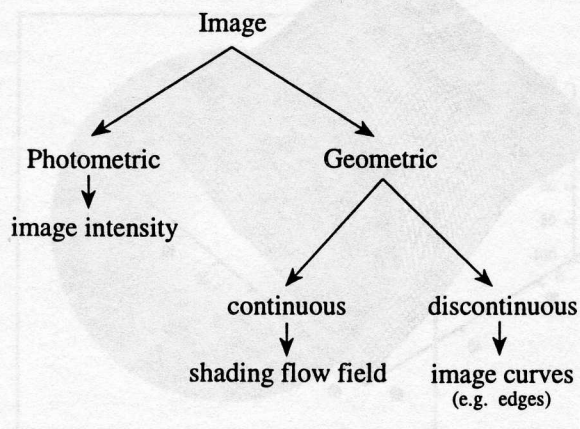 Image
Photometric Geometric
image intensity
continuous discontinuous
shading flow field image curves
(e.g. edges)